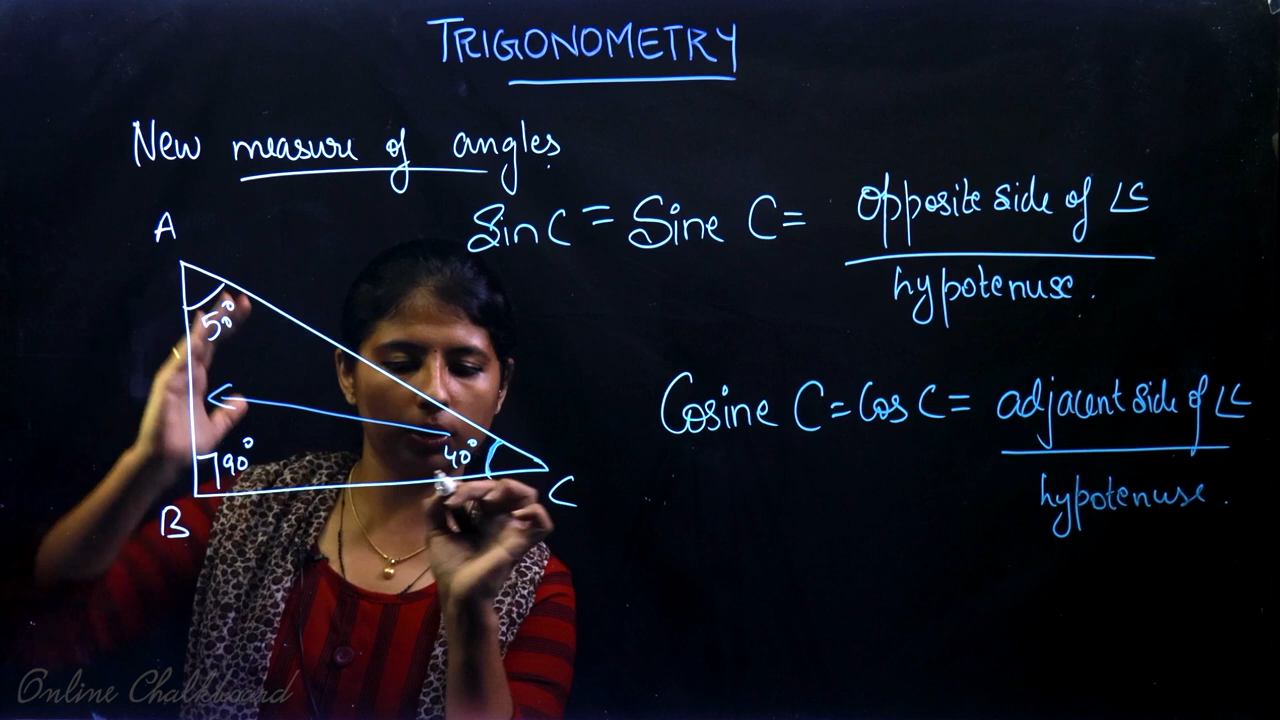 TRIGONOMETRY
New measure of angles
Sin C = Sine C = Opposite side of ∠C
hypotenuse.
Cosine C = Cos C = adjacent side of ∠C
hypotenuse.
A
50°
90°
40°
B
C
Online Chalkboard